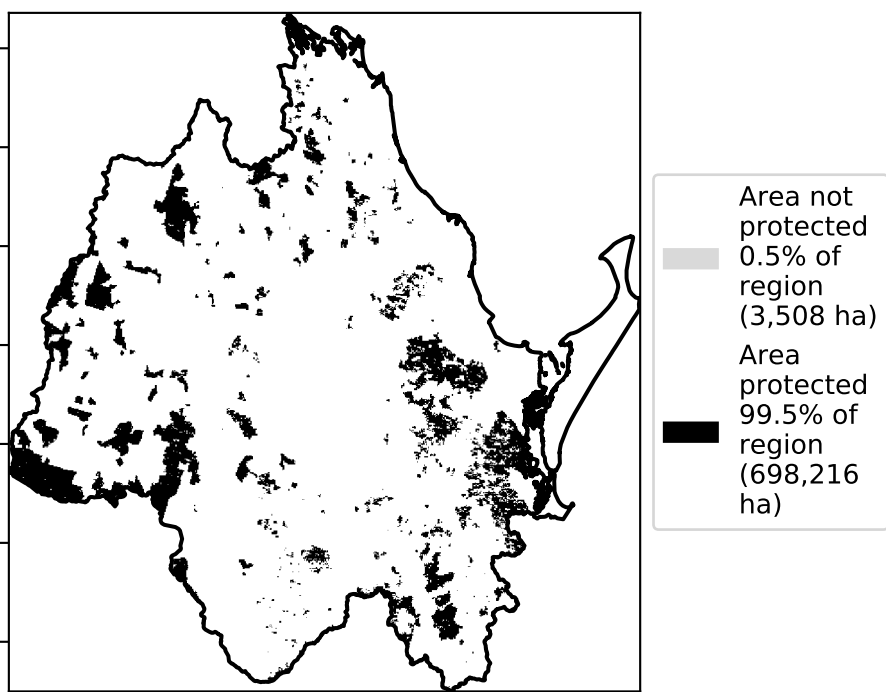 Area not
protected
0.5% of
region
(3,508 ha)
Area
protected
99.5% of
region
(698,216
ha)